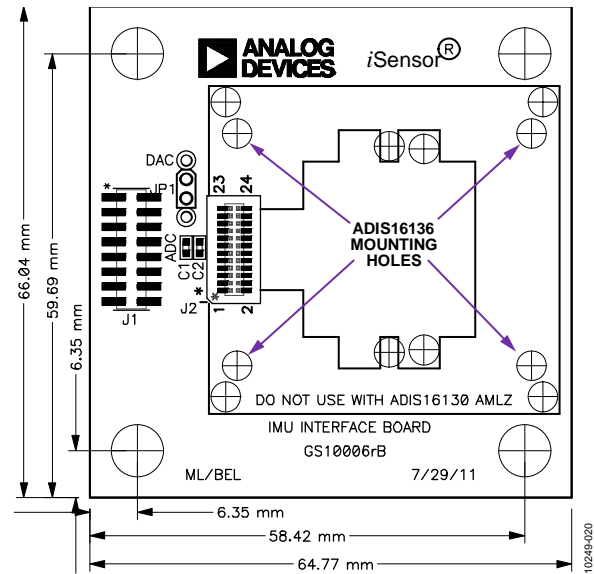 ANALOG
DEVICES
iSensor®
DAC
JP1
*
23 24
ADC
C1
C2
J1
J2
*
*
1 2
ADIS16136
MOUNTING
HOLES
66.04 mm
59.69 mm
6.35 mm
DO NOT USE WITH ADIS16130 AMLZ
IMU INTERFACE BOARD
GS10006rB
ML/BEL
7/29/11
6.35 mm
58.42 mm
64.77 mm
10249-020